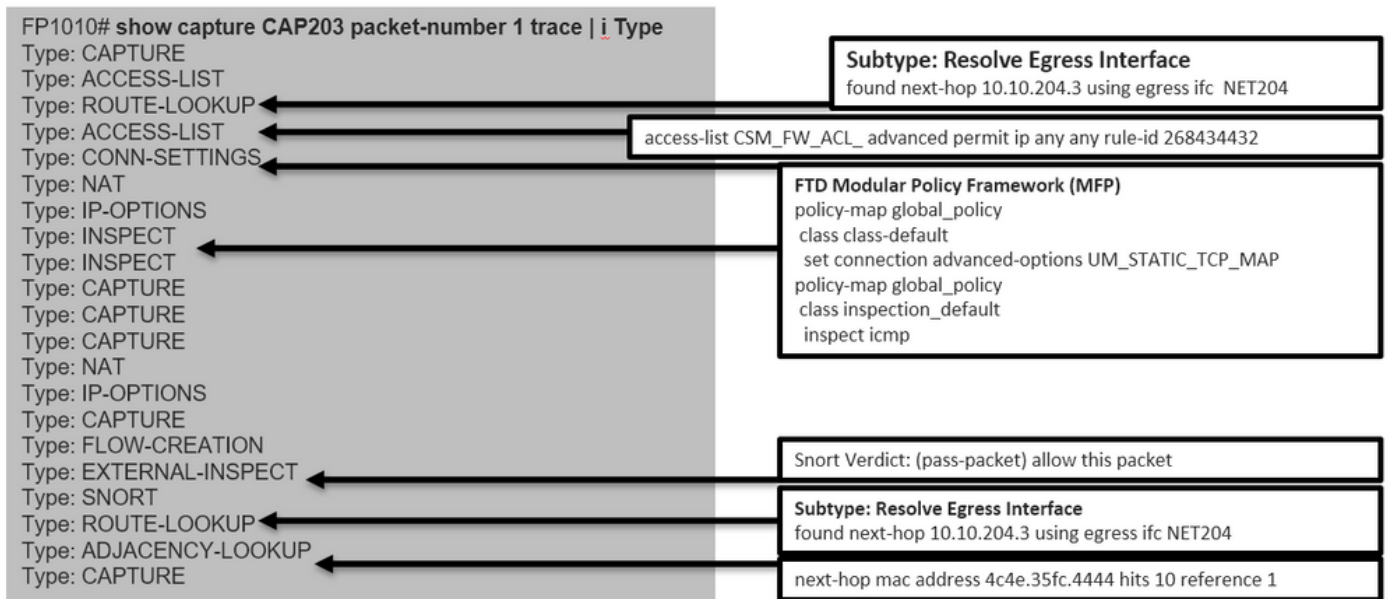 FP1010# show capture CAP203 packet-number 1 trace | i Type
Type: CAPTURE
Type: ACCESS-LIST
Type: ROUTE-LOOKUP
Type: ACCESS-LIST
Type: CONN-SETTINGS
Type: NAT
Type: IP-OPTIONS
Type: INSPECT
Type: INSPECT
Type: CAPTURE
Type: CAPTURE
Type: CAPTURE
Type: NAT
Type: IP-OPTIONS
Type: CAPTURE
Type: FLOW-CREATION
Type: EXTERNAL-INSPECT
Type: SNORT
Type: ROUTE-LOOKUP
Type: ADJACENCY-LOOKUP
Type: CAPTURE
Subtype: Resolve Egress Interface
found next-hop 10.10.204.3 using egress ifc NET204
access-list CSM_FW_ACL_ advanced permit ip any any rule-id 268434432
FTD Modular Policy Framework (MFP)
policy-map global_policy
class class-default
set connection advanced-options UM_STATIC_TCP_MAP
policy-map global_policy
class inspection_default
inspect icmp
Snort Verdict: (pass-packet) allow this packet
Subtype: Resolve Egress Interface
found next-hop 10.10.204.3 using egress ifc NET204
next-hop mac address 4c4e.35fc.4444 hits 10 reference 1